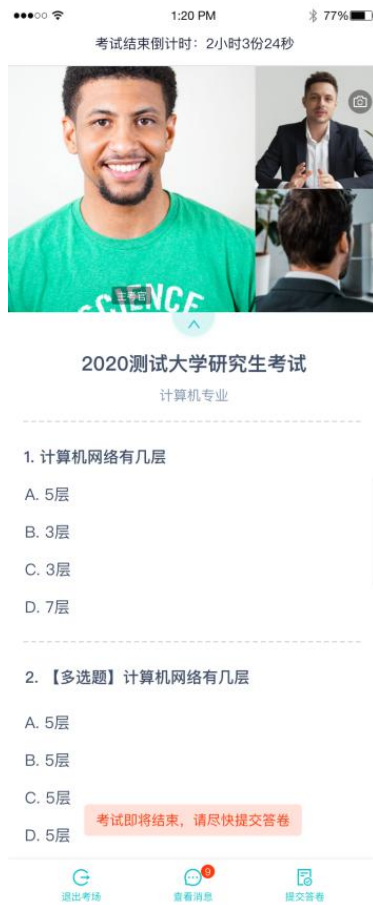 1:20 PM
77%
考试结束倒计时：2小时3份24秒
SCIENCE
主考官
2020测试大学研究生考试
计算机专业
1. 计算机网络有几层
A. 5层
B. 3层
C. 3层
D. 7层
2. 【多选题】计算机网络有几层
A. 5层
B. 5层
C. 5层
考试即将结束，请尽快提交答卷
D. 5层
9
退出考场
查看消息
提交答卷